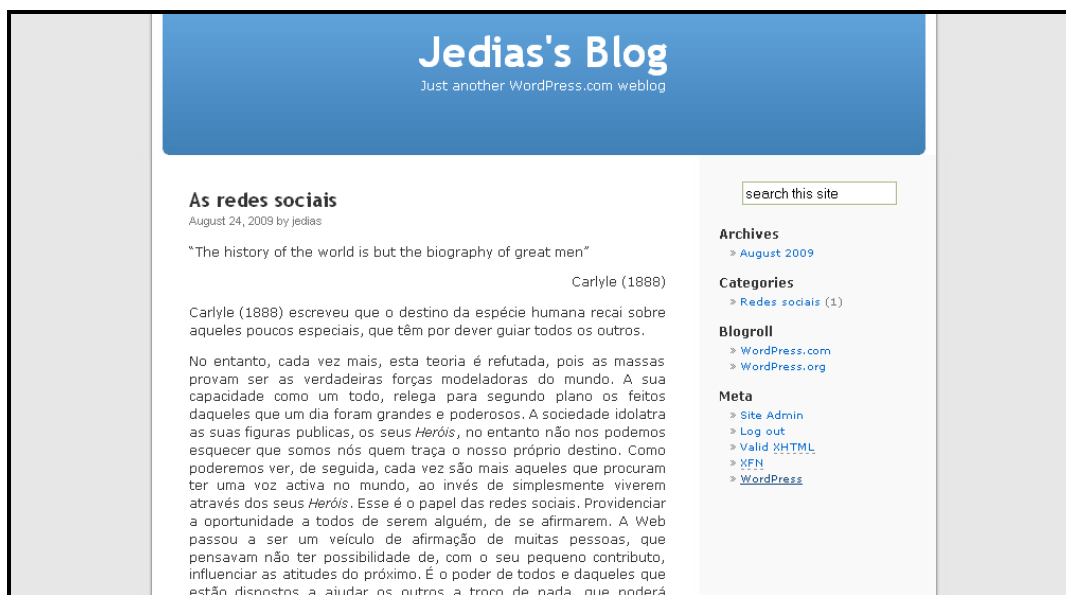 Jedias's Blog
Just another WordPress.com weblog
As redes sociais
August 24, 2009 by jedias
“The history of the world is but the biography of great men”
Carlyle (1888)
Carlyle (1888) escreveu que o destino da espécie humana recai sobre
aqueles poucos especiais, que têm por dever guiar todos os outros.
No entanto, cada vez mais, esta teoria é refutada, pois as massas
provam ser as verdadeiras forças modeladoras do mundo. A sua
capacidade como um todo, relega para segundo plano os feitos
daqueles que um dia foram grandes e poderosos. A sociedade idolatra
as suas figuras publicas, os seus Heróis, no entanto não nos podemos
esquecer que somos nós quem traça o nosso próprio destino. Como
poderemos ver, de seguida, cada vez são mais aqueles que procuram
ter uma voz activa no mundo, ao invés de simplesmente viverem
através dos seus Heróis. Esse é o papel das redes sociais. Providenciar
a oportunidade a todos de serem alguém, de se afirmarem. A Web
passou a ser um veículo de afirmação de muitas pessoas, que
pensavam não ter possibilidade de, com o seu pequeno contributo,
influenciar as atitudes do próximo. É o poder de todos e daqueles que
estão dispostos a ajudar os outros a troco de nada, que poderá
search this site
Archives
» August 2009
Categories
» Redes sociais (1)
Blogroll
» WordPress.com
» WordPress.org
Meta
» Site Admin
» Log out
» Valid XHTML
» XFN
» WordPress